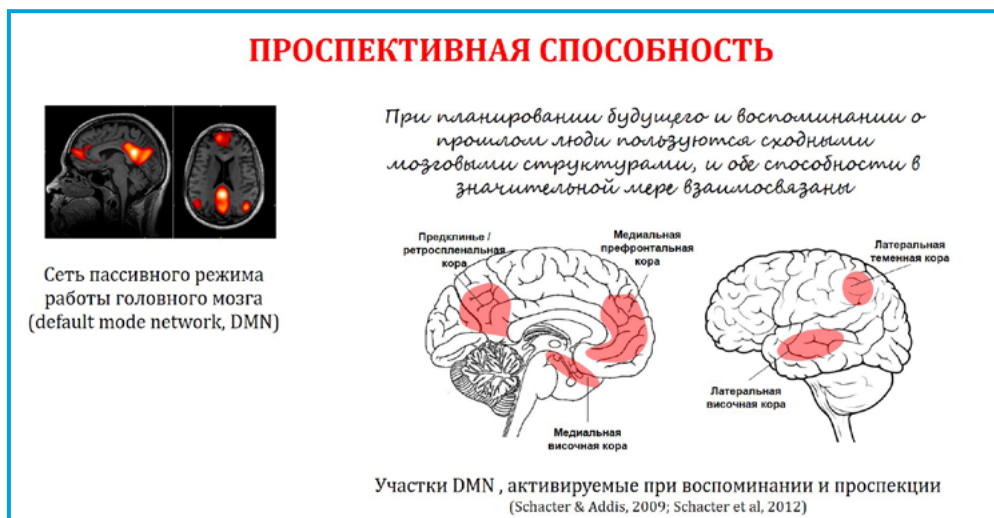 ПРОСПЕКТИВНАЯ СПОСОБНОСТЬ
При планировании будущего и воспоминании о
прошлом люди пользуются сходными
мозговыми структурами, и обе способности в
значительной мере взаимосвязаны
Сеть пассивного режима
работы головного мозга
(default mode network, DMN)
Предклинье /
ретроспленальная
кора
Медиальная
префронтальная
кора
Латеральная
теменная кора
Латеральная
височная кора
Медиальная
височная кора
Участки DMN , активируемые при воспоминании и проспекции
(Schacter & Addis, 2009; Schacter et al, 2012)